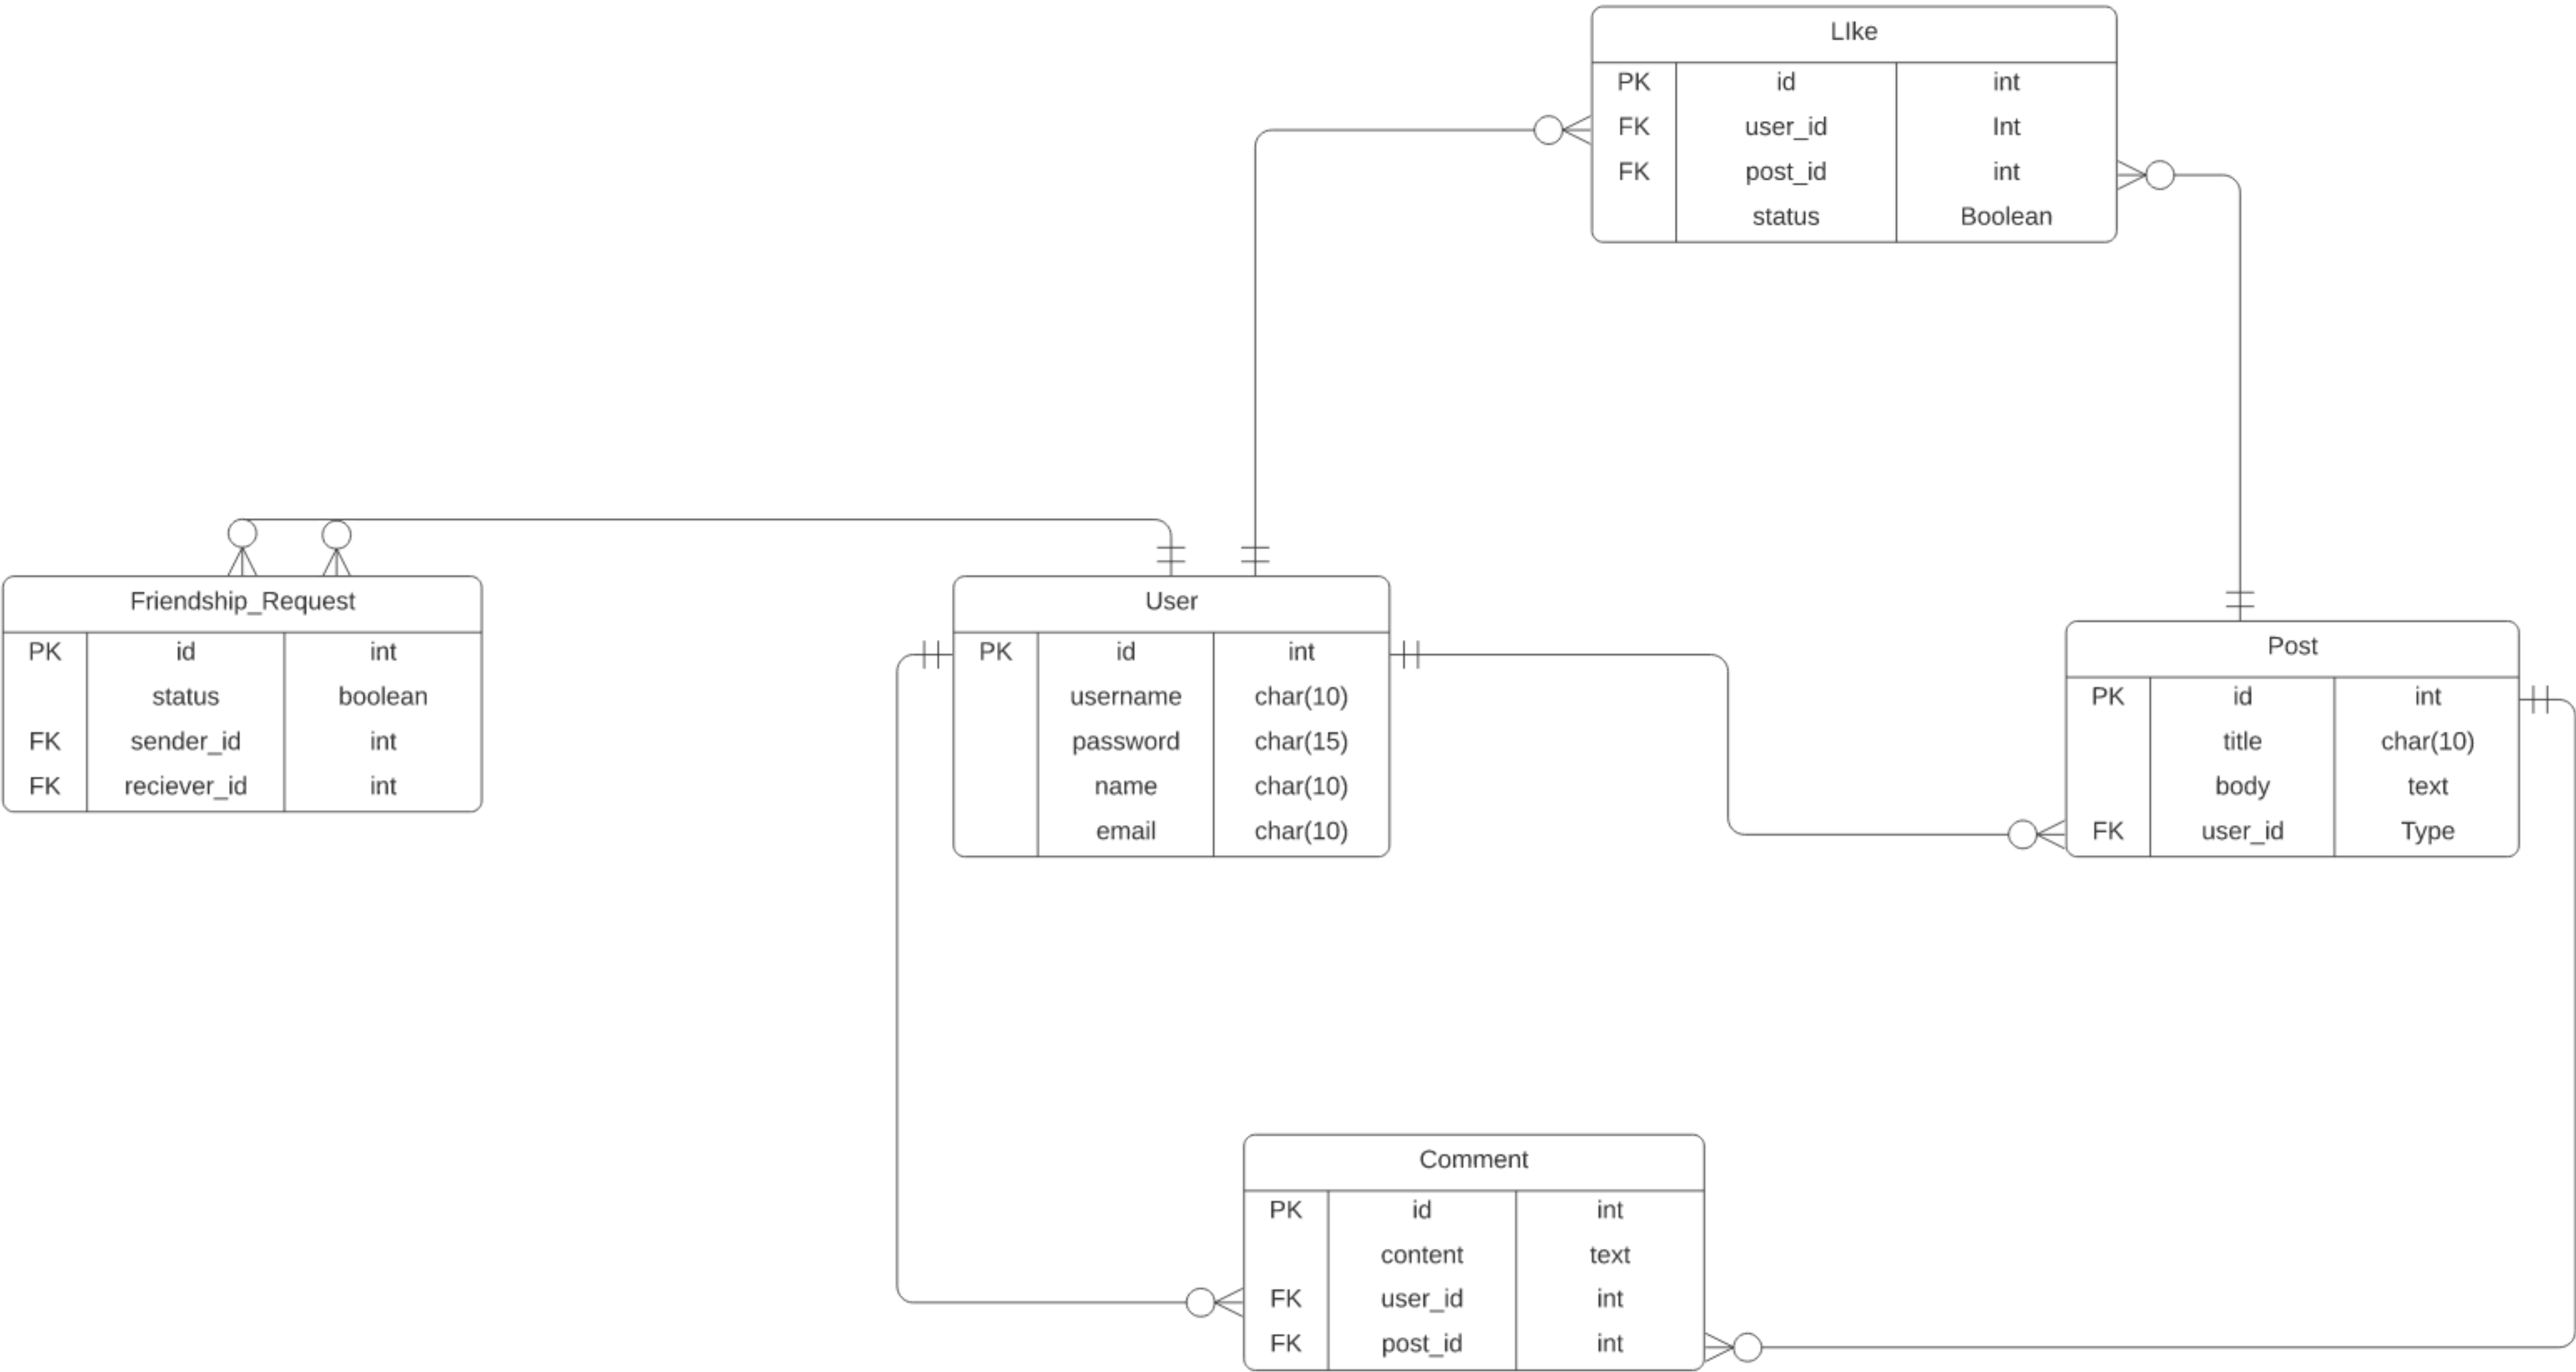 LIke
PK id int
FK user_id Int
FK post_id int
status Boolean
Friendship_Request
PK id int
status boolean
FK sender_id int
FK reciever_id int
User
PK id int
username char(10)
password char(15)
name char(10)
email char(10)
Post
PK id int
title char(10)
body text
FK user_id Type
Comment
PK id int
content text
FK user_id int
FK post_id int